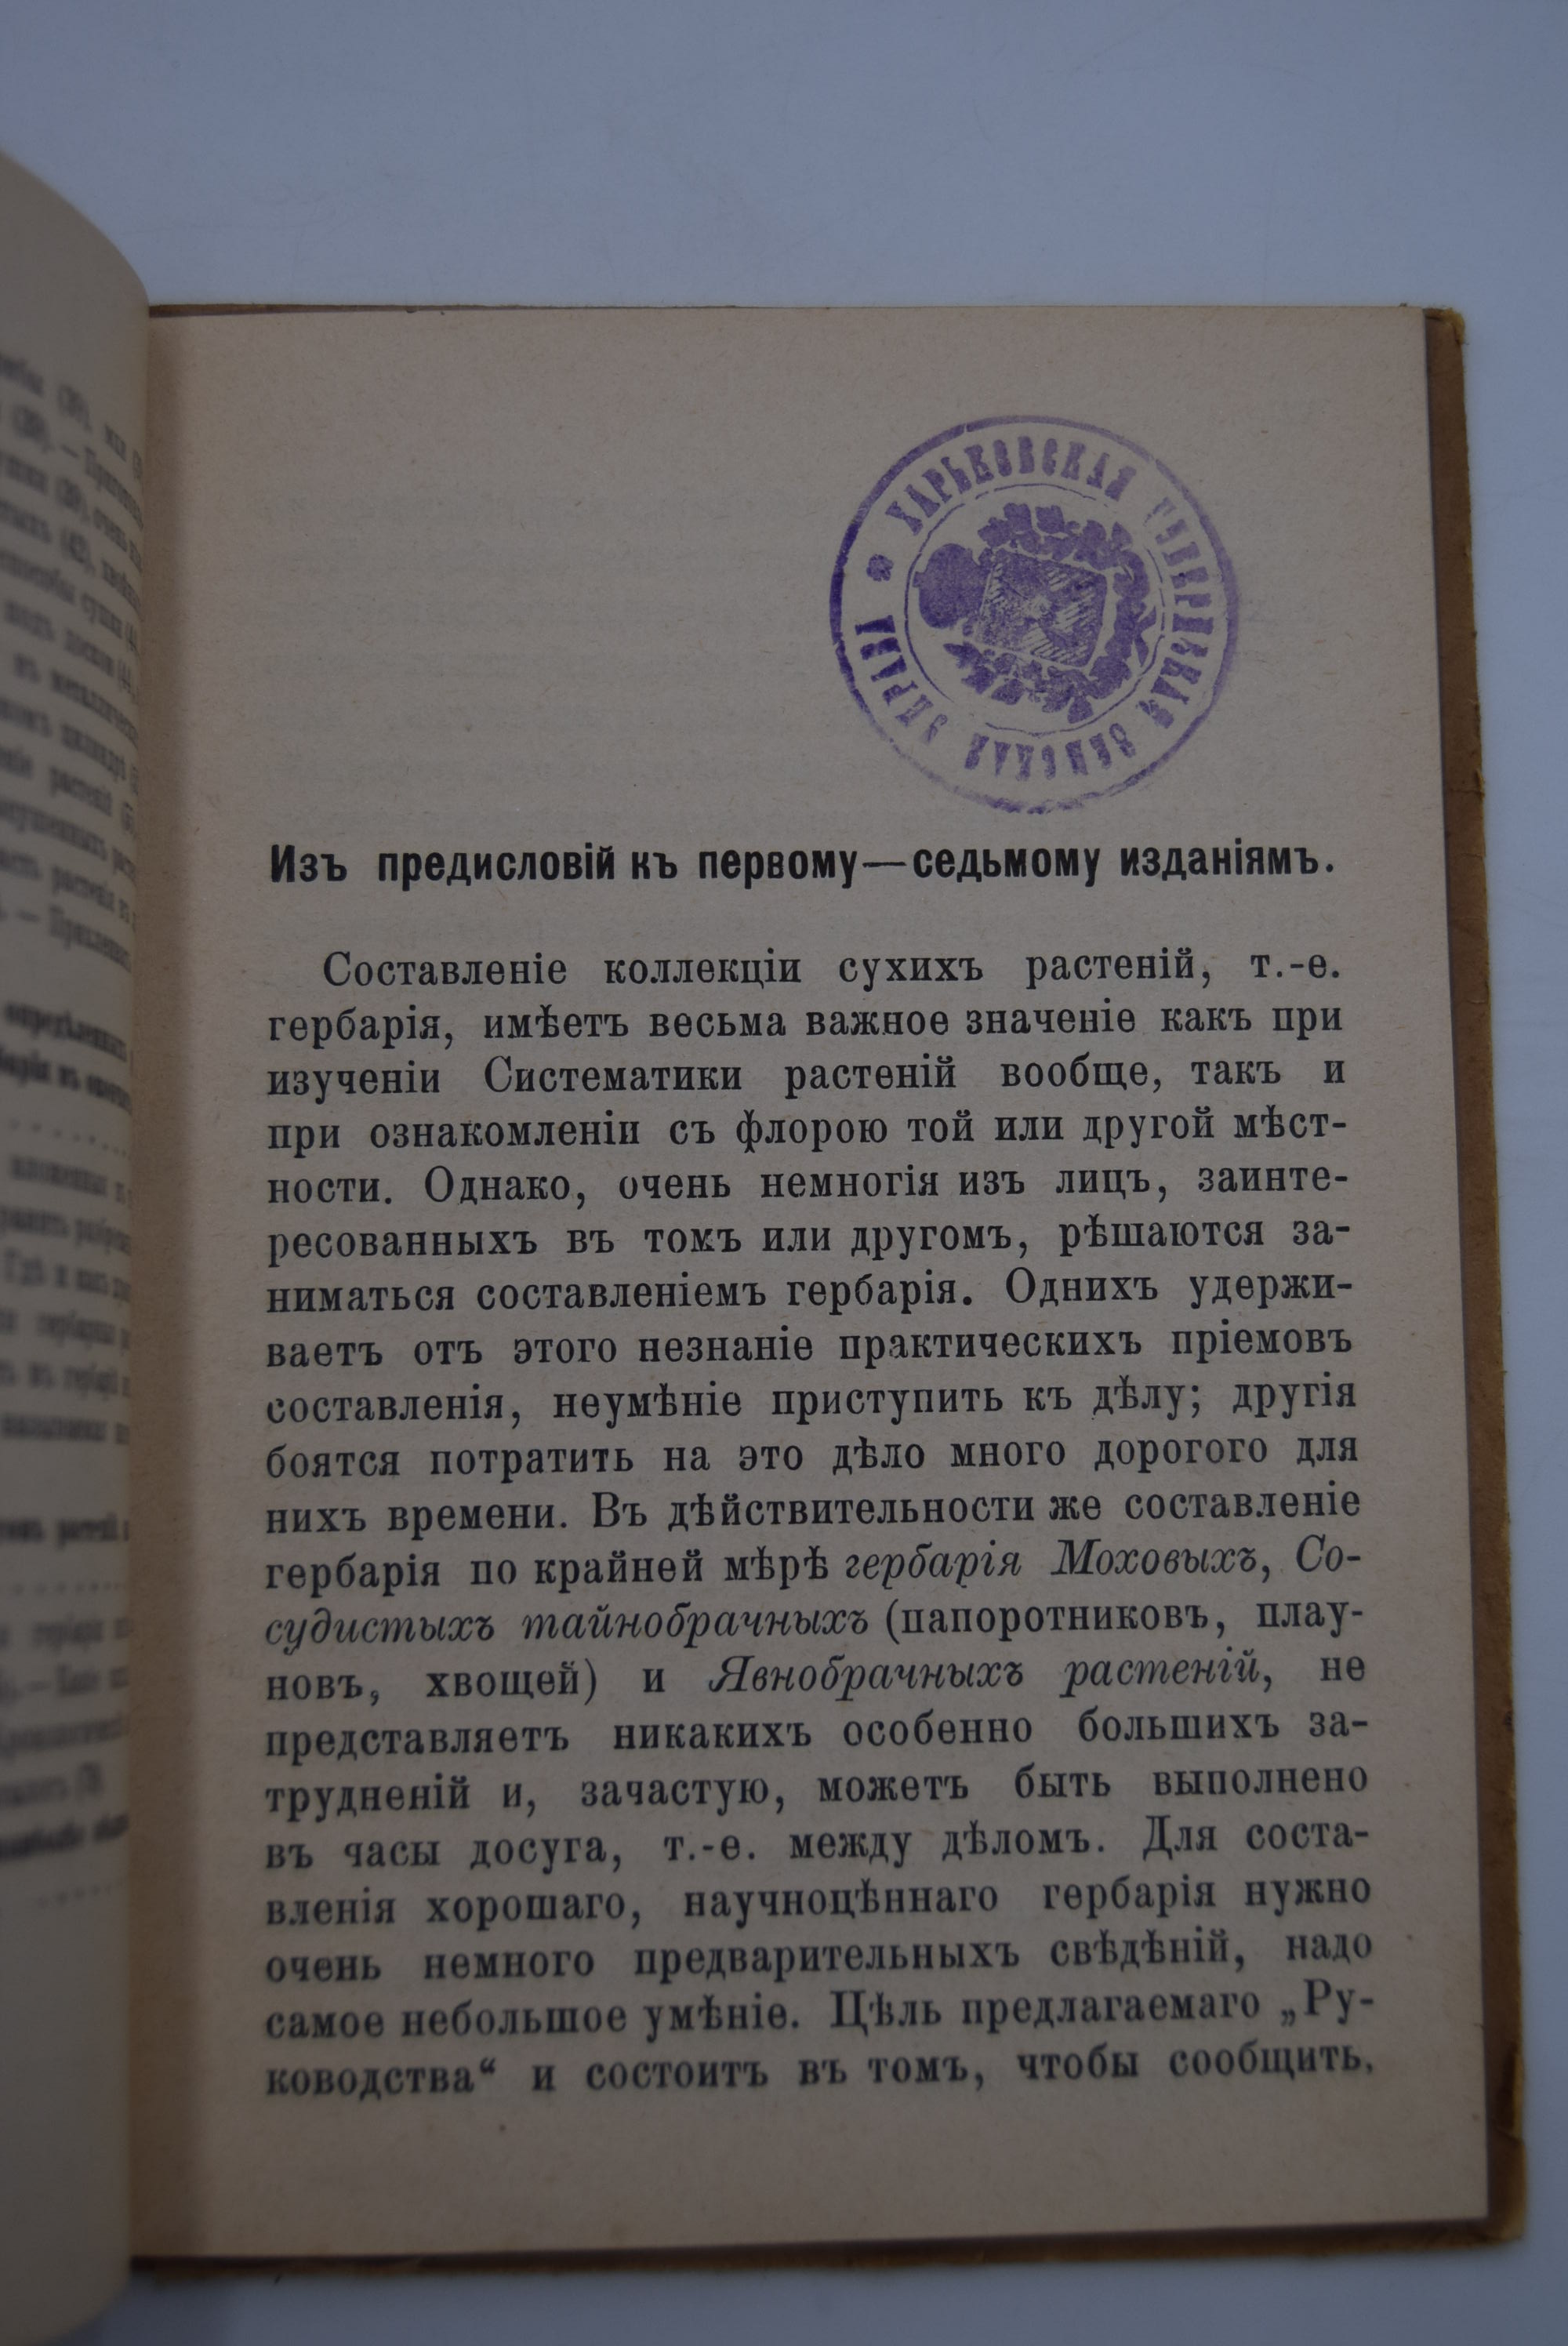 ХАРЬКОВСКАЯ ГУБЕРНСКАЯ ЗЕМСКАЯ УПРАВА
Изъ предисловій къ первому—седьмому изданіямъ.
Составленіе коллекціи сухихъ растеній, т.-е.
гербарія, имѣетъ весьма важное значеніе какъ при
изученіи Систематики растеній вообще, такъ и
при ознакомленіи съ флорою той или другой мѣст-
ности. Однако, очень немногія изъ лицъ, заинте-
ресованныхъ въ томъ или другомъ, рѣшаются за-
ниматься составленіемъ гербарія. Однихъ удержи-
ваетъ отъ этого незнаніе практическихъ пріемовъ
составленія, неумѣніе приступить къ дѣлу; другія
боятся потратить на это дѣло много дорогого для
нихъ времени. Въ дѣйствительности же составленіе
гербарія по крайней мѣрѣ гербарія Моховыхъ, Со-
судистыхъ тайнобрачныхъ (папоротниковъ, плау-
новъ, хвощей) и Явнобрачныхъ растеній, не
представляетъ никакихъ особенно большихъ за-
трудненій и, зачастую, можетъ быть выполнено
въ часы досуга, т.-е. между дѣломъ. Для соста-
вленія хорошаго, научноцѣннаго гербарія нужно
очень немного предварительныхъ свѣдѣній, надо
самое небольшое умѣніе. Цѣль предлагаемаго „Ру-
ководства“ и состоитъ въ томъ, чтобы сообщить,